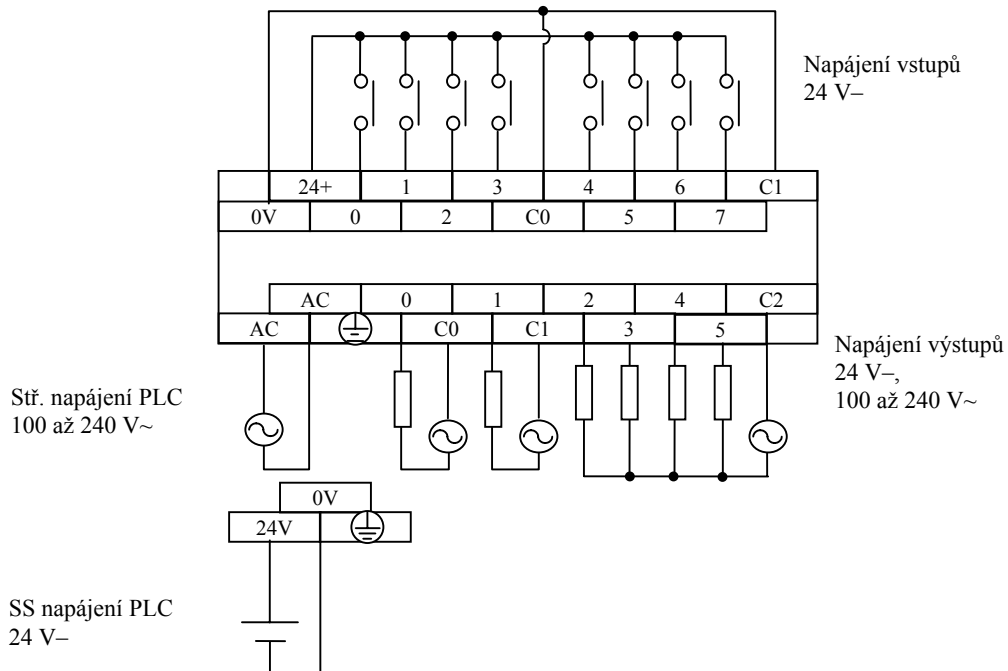 Napájení vstupů
24 V–
24+ 1 3 4 6 C1
0V 0 2 C0 5 7
AC 0 1 2 4 C2
AC C0 C1 3 5
Napájení výstupů
24 V–,
100 až 240 V~
Stř. napájení PLC
100 až 240 V~
0V
24V
SS napájení PLC
24 V–